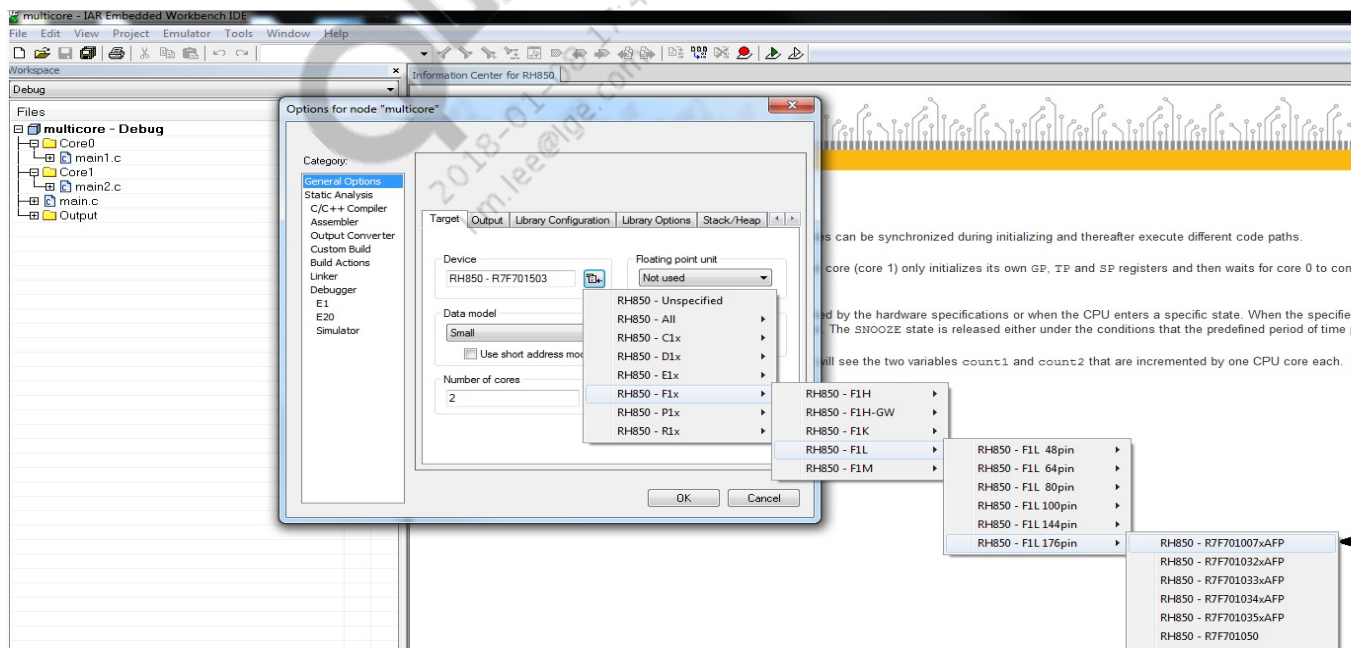 multicore - IAR Embedded Workbench IDE
File Edit View Project Emulator Tools Window Help
Workspace
Information Center for RH850
Debug
Files
multicore - Debug
Core0
main1.c
Core1
main2.c
main.c
Output
Options for node "multicore"
Category:
General Options
Static Analysis
C/C++ Compiler
Assembler
Output Converter
Custom Build
Build Actions
Linker
Debugger
E1
E20
Simulator
Target Output Library Configuration Library Options Stack/Heap
Device
RH850 - R7F701503
Floating point unit
Not used
Data model
Small
Use short address
Number of cores
2
OK Cancel
RH850 - Unspecified
RH850 - All
RH850 - C1x
RH850 - D1x
RH850 - E1x
RH850 - F1x
RH850 - P1x
RH850 - R1x
RH850 - F1H
RH850 - F1H-GW
RH850 - F1K
RH850 - F1L
RH850 - F1M
RH850 - F1L 48pin
RH850 - F1L 64pin
RH850 - F1L 80pin
RH850 - F1L 100pin
RH850 - F1L 144pin
RH850 - F1L 176pin
RH850 - R7F701007xAFP
RH850 - R7F701032xAFP
RH850 - R7F701033xAFP
RH850 - R7F701034xAFP
RH850 - R7F701035xAFP
RH850 - R7F701050
can be synchronized during initializing and thereafter execute different code paths.
core (core 1) only initializes its own GP, TP and SP registers and then waits for core 0 to
by the hardware specifications or when the CPU enters a specific state. When the
The SNOOZE state is released either under the conditions that the predefined period of time
will see the two variables count1 and count2 that are incremented by one CPU core each.